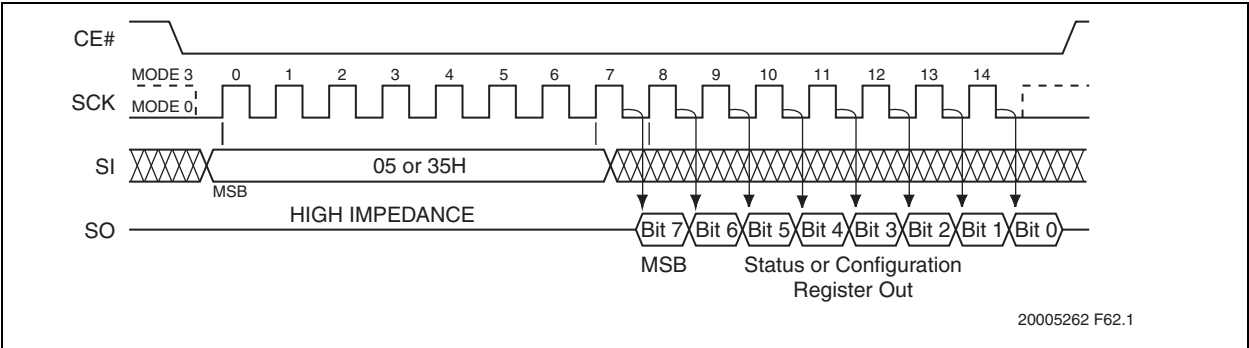 CE#
MODE 3 0 1 2 3 4 5 6 7 8 9 10 11 12 13 14
SCK MODE 0
SI 05 or 35H
MSB
HIGH IMPEDANCE
SO Bit 7 Bit 6 Bit 5 Bit 4 Bit 3 Bit 2 Bit 1 Bit 0
MSB Status or Configuration
Register Out
20005262 F62.1